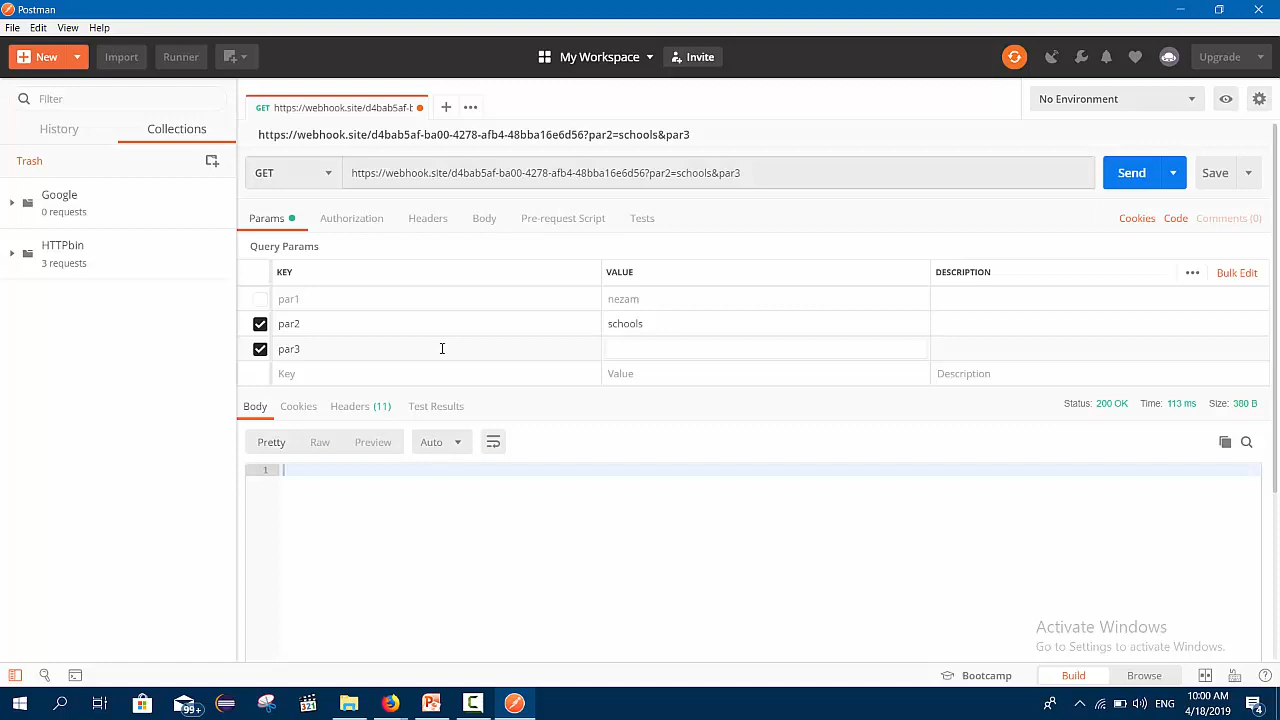 Postman
File Edit View Help
New Import Runner My Workspace Invite Upgrade
Filter
History Collections
Trash
Google
0 requests
HTTPbin
3 requests
GET https://webhook.site/d4bab5af-b
No Environment
https://webhook.site/d4bab5af-ba00-4278-afb4-48bba16e6d56?par2=schools&par3
GET https://webhook.site/d4bab5af-ba00-4278-afb4-48bba16e6d56?par2=schools&par3 Send Save
Params Authorization Headers Body Pre-request Script Tests Cookies Code Comments (0)
Query Params
KEY VALUE DESCRIPTION Bulk Edit
par1 nezam
par2 schools
par3
Key Value Description
Body Cookies Headers (11) Test Results Status: 200 OK Time: 113 ms Size: 380 B
Pretty Raw Preview Auto
1
Activate Windows
Go to Settings to activate Windows.
Bootcamp Build Browse
99+ 321 ENG 10:00 AM
4/18/2019 4